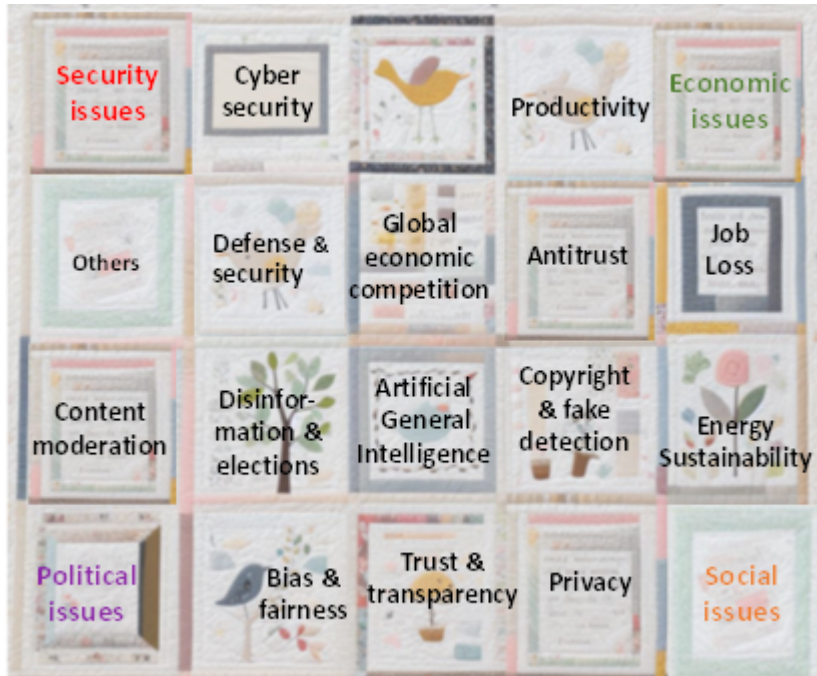 Security
issues
Cyber
security
Productivity
Economic
issues
Others
Defense &
security
Global
economic
competition
Antitrust
Job
Loss
Content
moderation
Disinfor-
mation &
elections
Artificial
General
Intelligence
Copyright
& fake
detection
Energy
Sustainability
Political
issues
Bias &
fairness
Trust &
transparency
Privacy
Social
issues